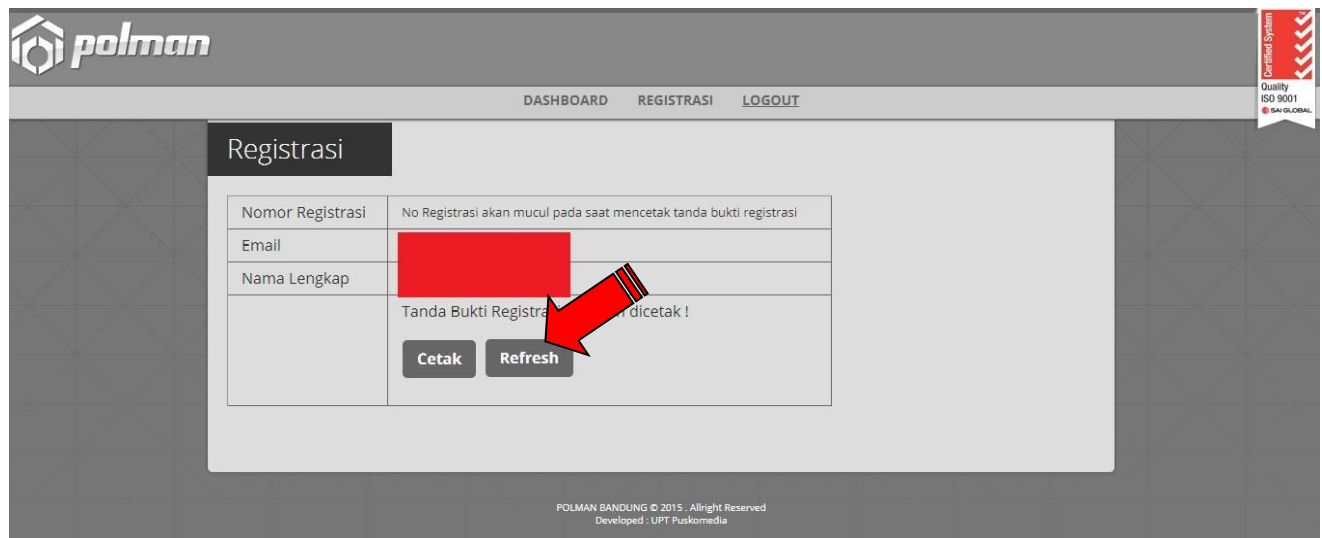 polman
Certified System
Quality
ISO 9001
SAI GLOBAL
DASHBOARD REGISTRASI LOGOUT
Registrasi
Nomor Registrasi No Registrasi akan mucul pada saat mencetak tanda bukti registrasi
Email
Nama Lengkap
Tanda Bukti dicetak !
Cetak Refresh
POLMAN BANDUNG © 2015 . Allright Reserved
Developed : UPT Puskomedia